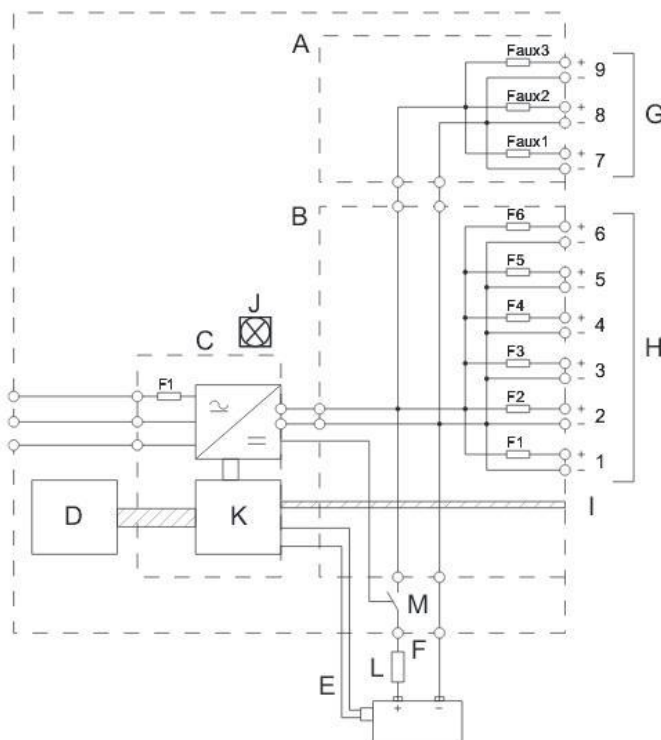 A
Faux3 + 9
−
Faux2 + 8
− G
Faux1 + 7
−
B
F6 + 6
−
F5 + 5
−
J
F4 + 4
−
C
H
F3 + 3
−
F1
F2 + 2
−
F1 + 1
−
I
D K
M
F
L
E
+ −